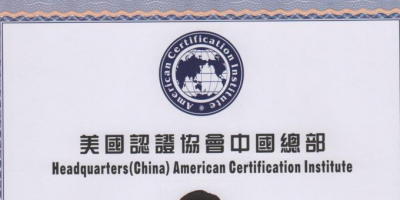 American Certification Institute
美國認證協會中國總部
Headquarters(China) American Certification Institute